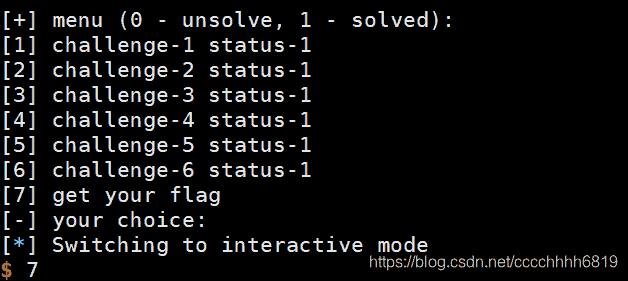 [+] menu (0 - unsolve, 1 - solved):
[1] challenge-1 status-1
[2] challenge-2 status-1
[3] challenge-3 status-1
[4] challenge-4 status-1
[5] challenge-5 status-1
[6] challenge-6 status-1
[7] get your flag
[-] your choice:
[*] Switching to interactive mode
$ 7
https://blog.csdn.net/cccchhhh6819